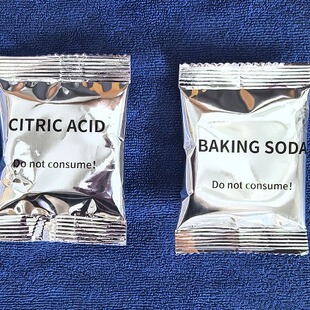 CITRIC ACID
Do not consume!
BAKING SODA
Do not consume!